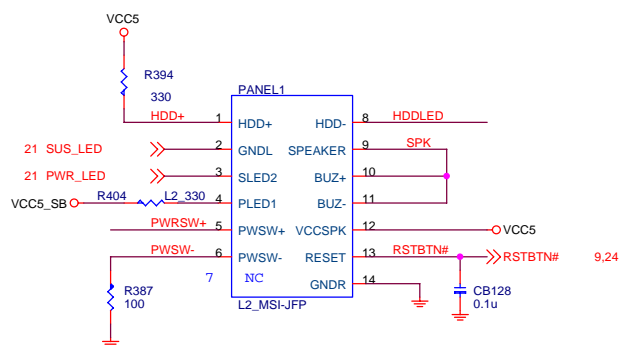 VCC5
R394
330
PANEL1
HDD+ 1 HDD+ HDD- 8 HDDLED
21 SUS_LED 2 GNDL SPEAKER 9 SPK
21 PWR_LED 3 SLED2 BUZ+ 10
VCC5_SB R404 L2_330 4 PLED1 BUZ- 11
PWRSW+ 5 PWSW+ VCCSPK 12 VCC5
PWSW- 6 PWSW- RESET 13 RSTBTN# RSTBTN# 9,24
7 NC GNDR 14
R387
100
L2_MSI-JFP
CB128
0.1u